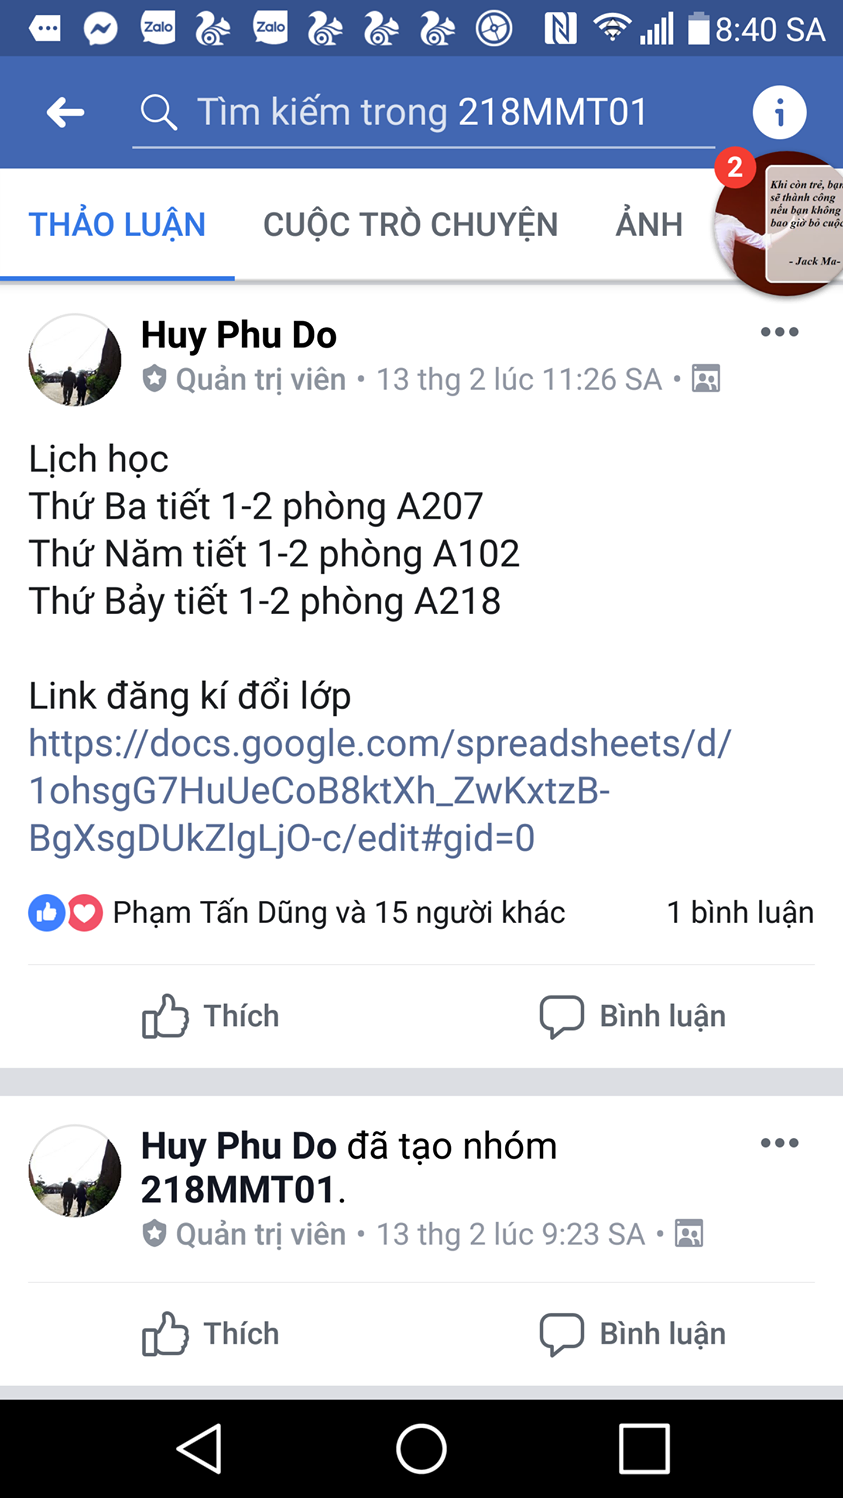 Zalo
Zalo
8:40 SA
Tìm kiếm trong 218MMT01
2
THẢO LUẬN
CUỘC TRÒ CHUYỆN
ẢNH
Khi còn trẻ, bạn
sẽ thành công
nếu bạn không
bao giờ bỏ cuộc
- Jack Ma-
Huy Phu Do
Quản trị viên • 13 thg 2 lúc 11:26 SA •
Lịch học
Thứ Ba tiết 1-2 phòng A207
Thứ Năm tiết 1-2 phòng A102
Thứ Bảy tiết 1-2 phòng A218
Link đăng kí đổi lớp
https://docs.google.com/spreadsheets/d/
1ohsgG7HuUeCoB8ktXh_ZwKxtzB-
BgXsgDUkZlgLjO-c/edit#gid=0
Phạm Tấn Dũng và 15 người khác
1 bình luận
Thích
Bình luận
Huy Phu Do đã tạo nhóm
218MMT01.
Quản trị viên • 13 thg 2 lúc 9:23 SA •
Thích
Bình luận